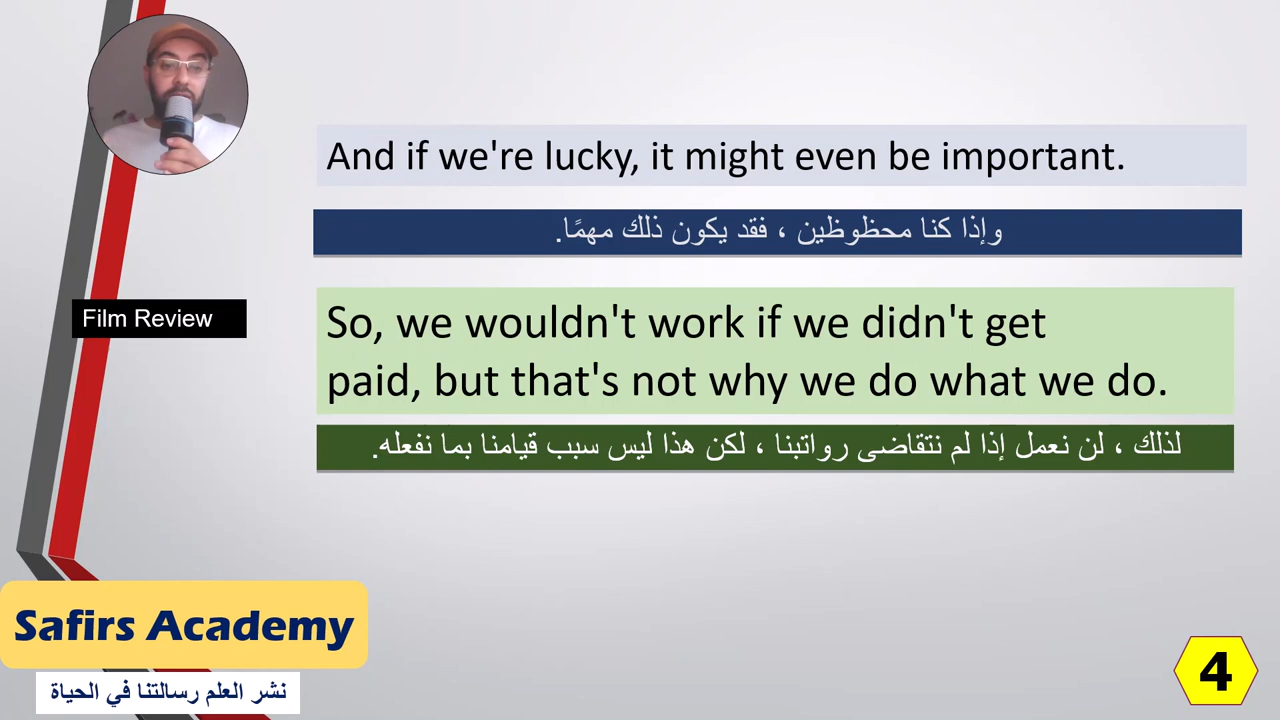 And if we're lucky, it might even be important.
وإذا كنا محظوظين ، فقد يكون ذلك مهمًا.
Film Review
So, we wouldn't work if we didn't get
paid, but that's not why we do what we do.
لذلك ، لن نعمل إذا لم نتقاضى رواتبنا ، لكن هذا ليس سبب قيامنا بما نفعله.
Safirs Academy
نشر العلم رسالتنا في الحياة
4